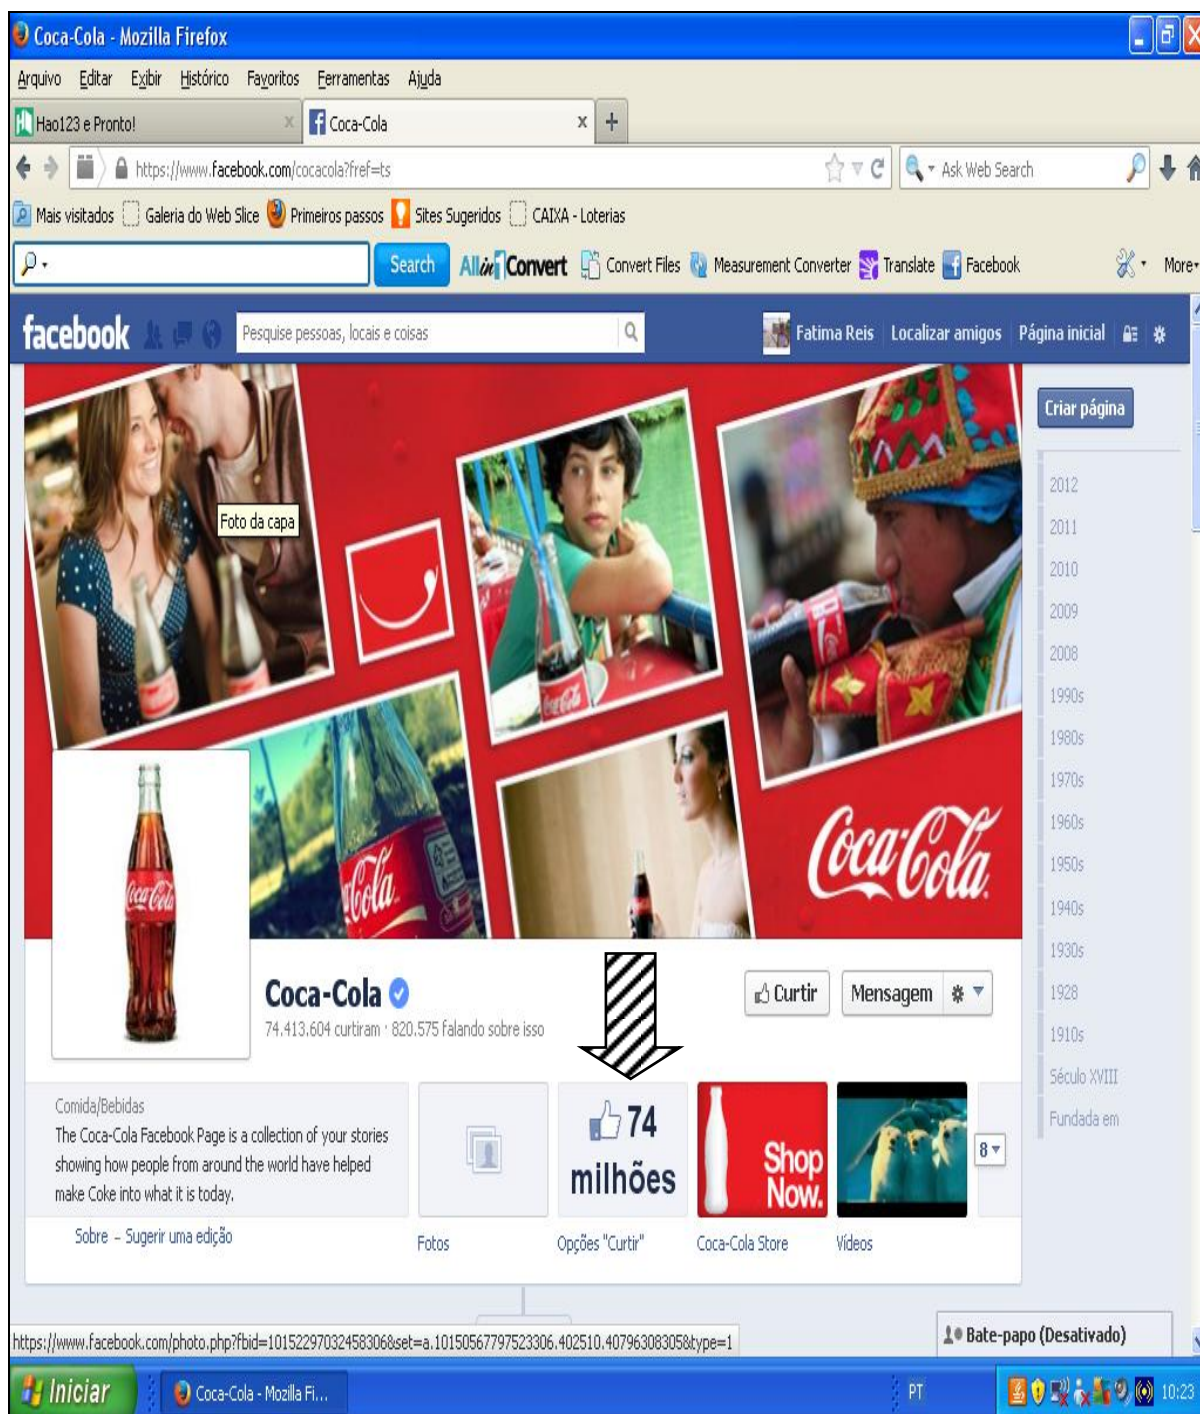 Coca-Cola - Mozilla Firefox
Arquivo Editar Exibir Histórico Favoritos Ferramentas Ajuda
Hao123 e Pronto! Coca-Cola
https://www.facebook.com/cocacola?fref=ts Ask Web Search
Mais visitados Galeria do Web Slice Primeiros passos Sites Sugeridos CAIXA - Loterias
Search All in 1 Convert Convert Files Measurement Converter Translate Facebook More
facebook Pesquise pessoas, locais e coisas Fatima Reis Localizar amigos Página inicial
Criar página
2012
Foto da capa
2011
2010
2009
2008
1990s
1980s
1970s
1960s
Coca-Cola
1950s
Coca-Cola
1940s
1930s
Coca-Cola
Curtir Mensagem
1928
74.413.604 curtiram · 820.575 falando sobre isso
1910s
Século XVIII
Fundada em
Comida/Bebidas
The Coca-Cola Facebook Page is a collection of your stories
showing how people from around the world have helped
make Coke into what it is today.
74
milhões
Shop
Now.
8
Sobre – Sugerir uma edição
Fotos Opções "Curtir" Coca-Cola Store Vídeos
https://www.facebook.com/photo.php?fbid=10152297032458306&set=a.10150567797523306.402510.40796308305&type=1
Bate-papo (Desativado)
Iniciar Coca-Cola - Mozilla Fi... PT 10:23